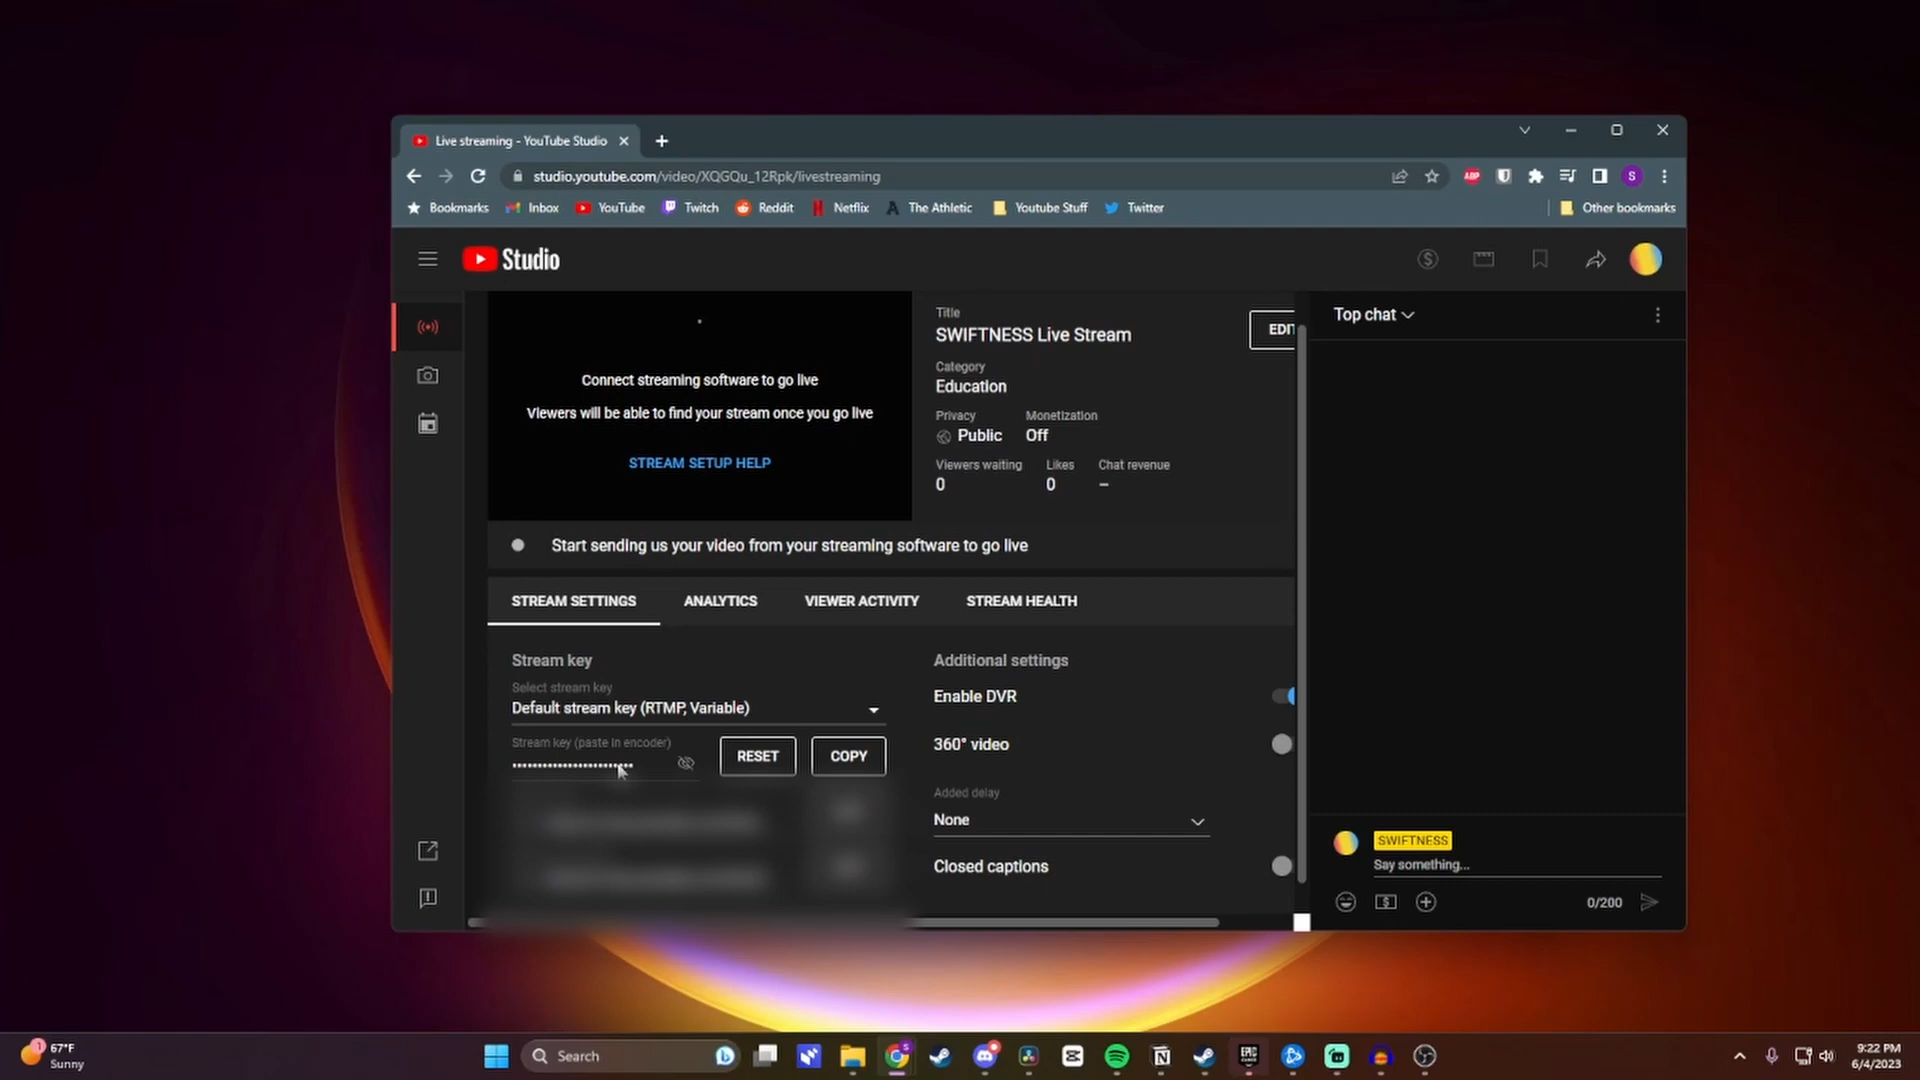 Live streaming - YouTube Studio
studio.youtube.com/video/XQGQu_12Rpk/livestreaming
ABP
S
Bookmarks Inbox YouTube Twitch Reddit Netflix The Athletic Youtube Stuff Twitter Other bookmarks
Studio
Connect streaming software to go live
Viewers will be able to find your stream once you go live
STREAM SETUP HELP
Title
SWIFTNESS Live Stream
EDIT
Category
Education
Privacy Monetization
Public Off
Viewers waiting Likes Chat revenue
0 0 –
Top chat
Start sending us your video from your streaming software to go live
STREAM SETTINGS ANALYTICS VIEWER ACTIVITY STREAM HEALTH
Stream key
Select stream key
Default stream key (RTMP, Variable)
Stream key (paste in encoder)
RESET COPY
Additional settings
Enable DVR
360° video
Added delay
None
Closed captions
SWIFTNESS
Say something...
0/200
67°F
Sunny
Search
9:22 PM
6/4/2023